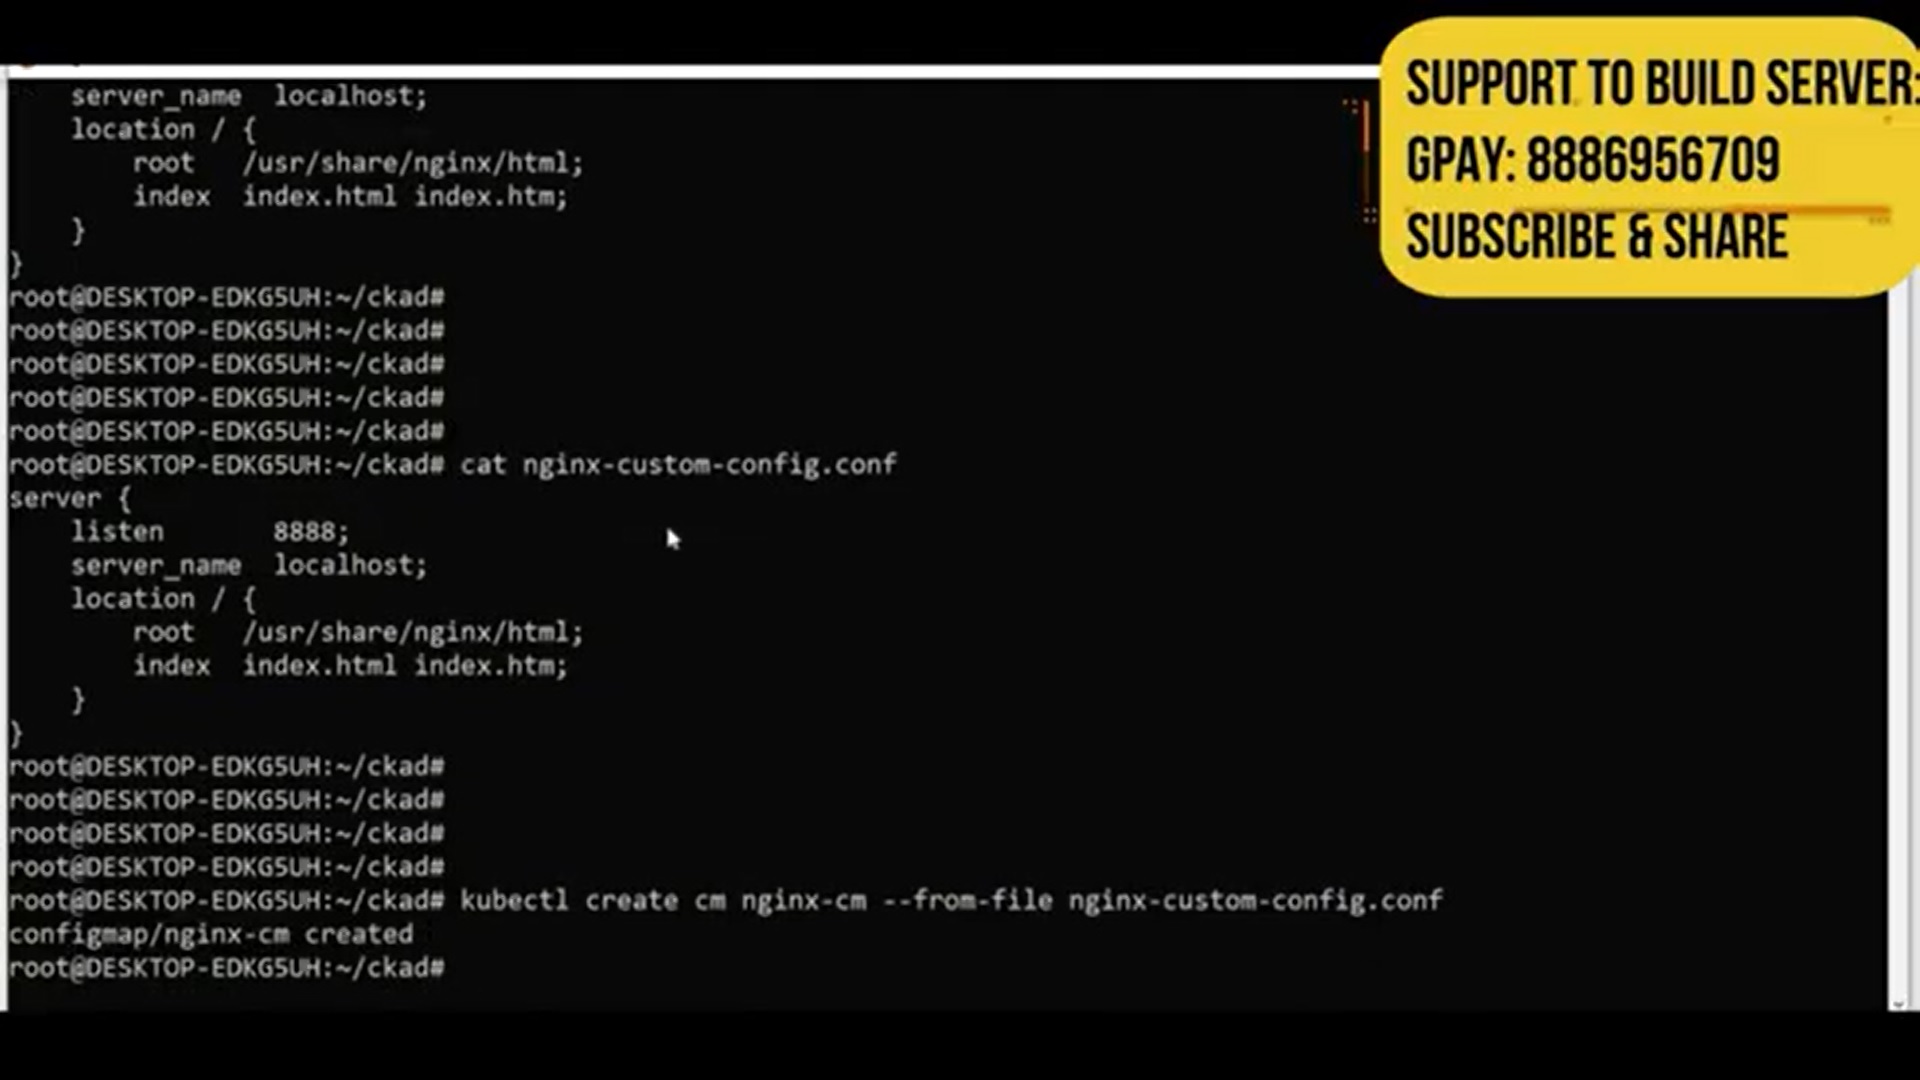 SUPPORT TO BUILD SERVER:
GPAY: 8886956709
SUBSCRIBE & SHARE
    server_name  localhost;
    location / {
        root   /usr/share/nginx/html;
        index  index.html index.htm;
    }
}
root@DESKTOP-EDKG5UH:~/ckad#
root@DESKTOP-EDKG5UH:~/ckad#
root@DESKTOP-EDKG5UH:~/ckad#
root@DESKTOP-EDKG5UH:~/ckad#
root@DESKTOP-EDKG5UH:~/ckad#
root@DESKTOP-EDKG5UH:~/ckad# cat nginx-custom-config.conf
server {
    listen       8888;
    server_name  localhost;
    location / {
        root   /usr/share/nginx/html;
        index  index.html index.htm;
    }
}
root@DESKTOP-EDKG5UH:~/ckad#
root@DESKTOP-EDKG5UH:~/ckad#
root@DESKTOP-EDKG5UH:~/ckad#
root@DESKTOP-EDKG5UH:~/ckad#
root@DESKTOP-EDKG5UH:~/ckad# kubectl create cm nginx-cm --from-file nginx-custom-config.conf
configmap/nginx-cm created
root@DESKTOP-EDKG5UH:~/ckad#